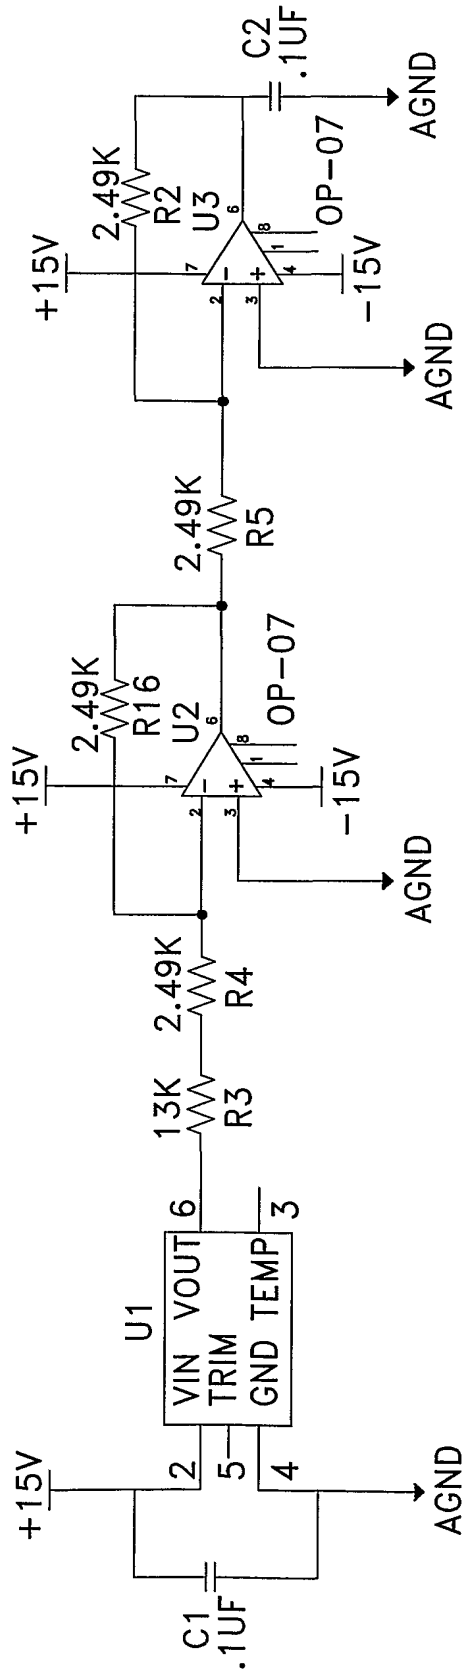 C1
.1UF
+15V
AGND
U1
VIN VOUT
TRIM
GND TEMP
2
5
4
6
3
13K
R3
2.49K
R4
2.49K
R16
+15V
U2
7
2
3
6
8
1
4
OP-07
-15V
AGND
2.49K
R5
2.49K
R2
+15V
U3
7
2
3
6
8
1
4
OP-07
-15V
AGND
C2
.1UF
AGND